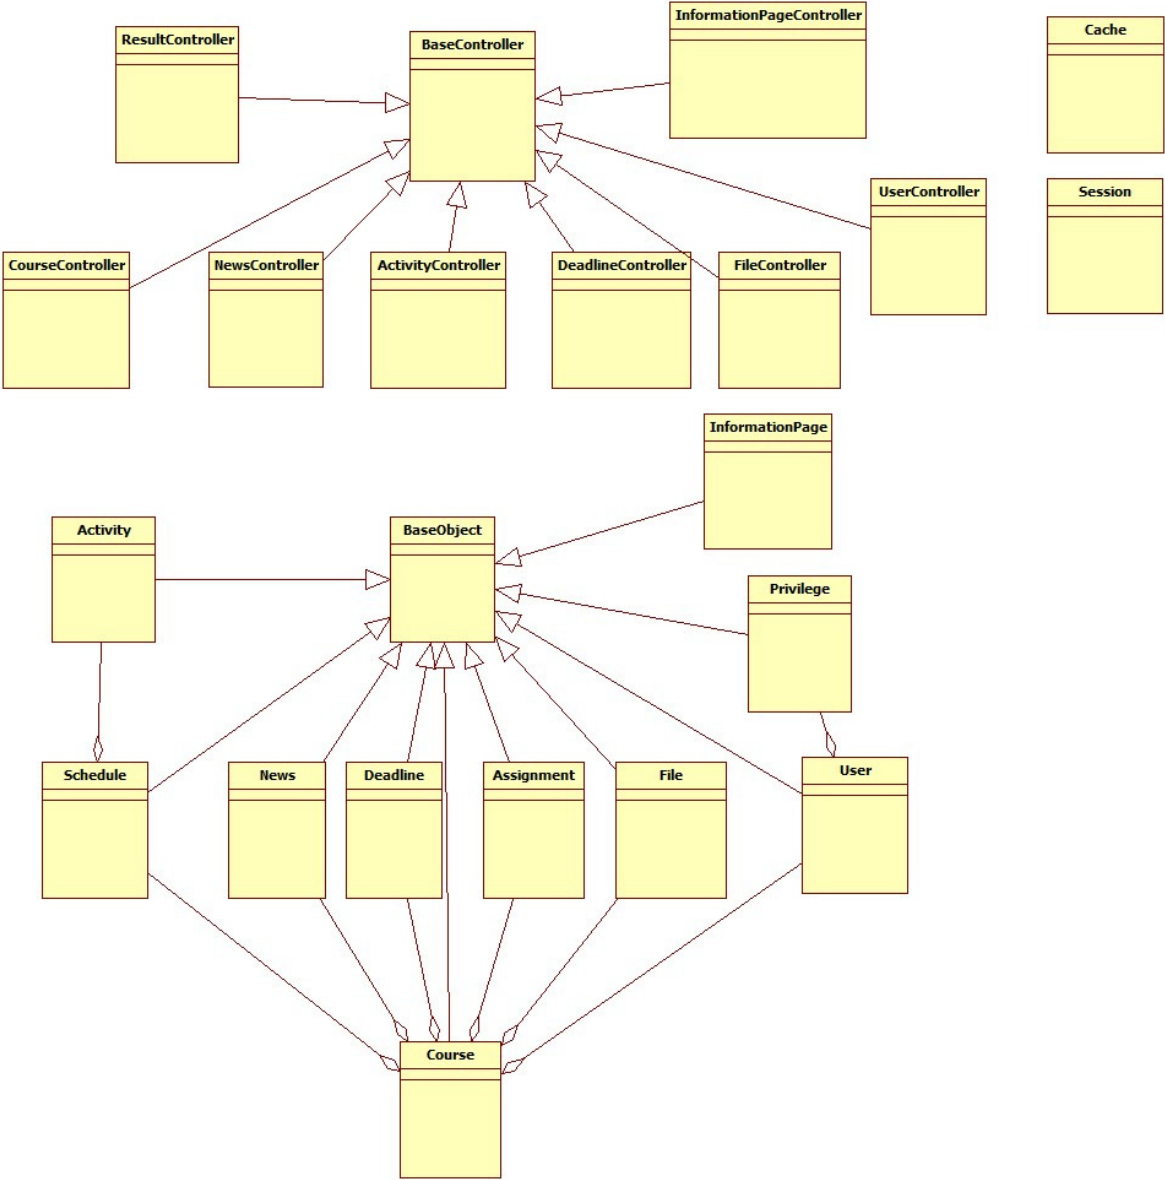 InformationPageController
Cache
ResultController
BaseController
UserController
Session
CourseController
NewsController
ActivityController
DeadlineController
FileController
InformationPage
Activity
BaseObject
Privilege
Schedule
News
Deadline
Assignment
File
User
Course